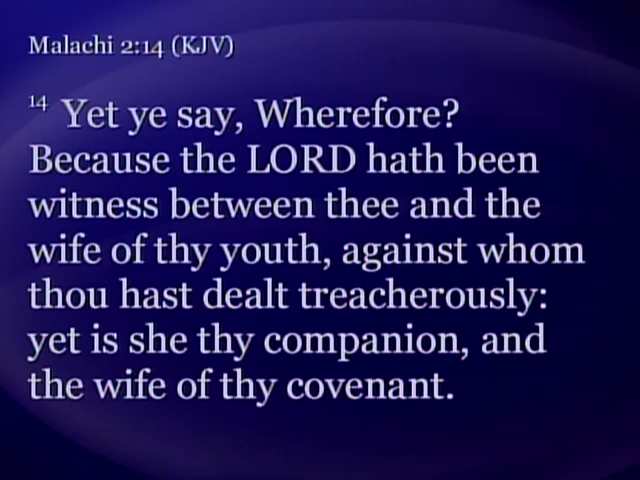 Malachi 2:14 (KJV)
14 Yet ye say, Wherefore?
Because the LORD hath been
witness between thee and the
wife of thy youth, against whom
thou hast dealt treacherously:
yet is she thy companion, and
the wife of thy covenant.